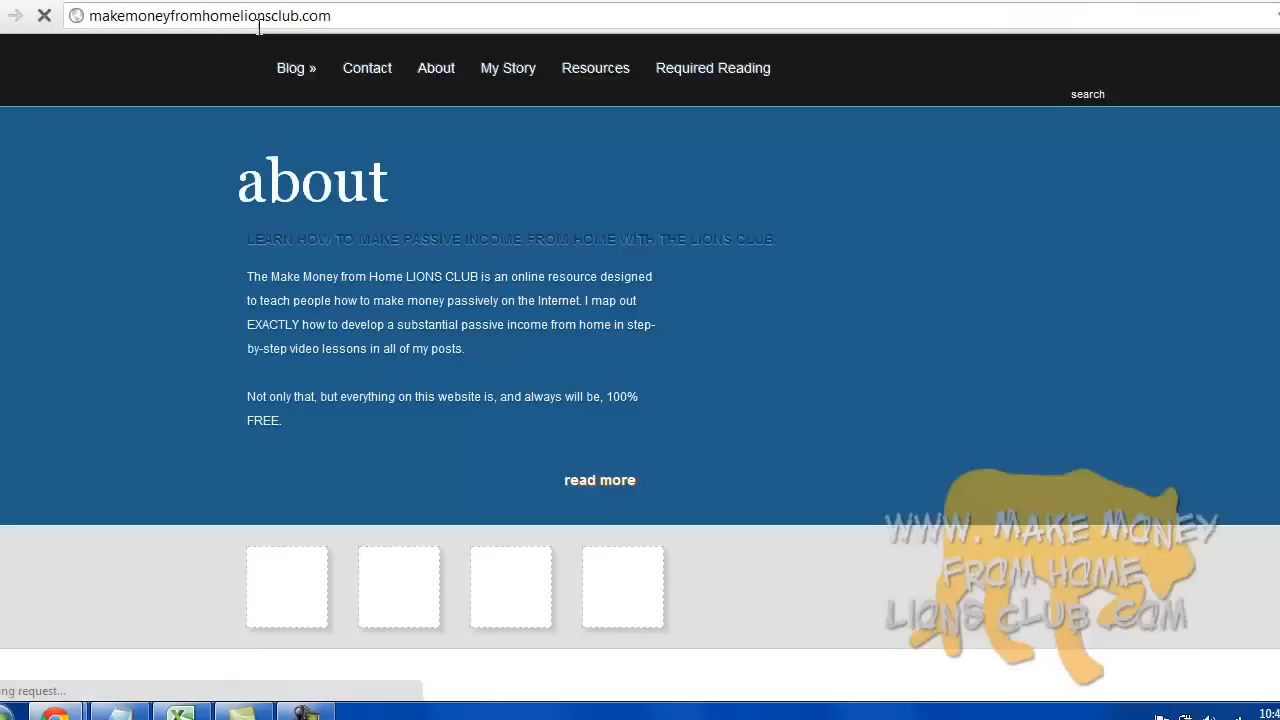 makemoneyfromhomelionsclub.com
Blog » Contact About My Story Resources Required Reading
search
about
LEARN HOW TO MAKE PASSIVE INCOME FROM HOME WITH THE LIONS CLUB.
The Make Money from Home LIONS CLUB is an online resource designed
to teach people how to make money passively on the Internet. I map out
EXACTLY how to develop a substantial passive income from home in step-
by-step video lessons in all of my posts.
Not only that, but everything on this website is, and always will be, 100%
FREE.
read more
WWW. MAKE MONEY
FROM HOME
LIONS CLUB .COM
ng request...
10:4